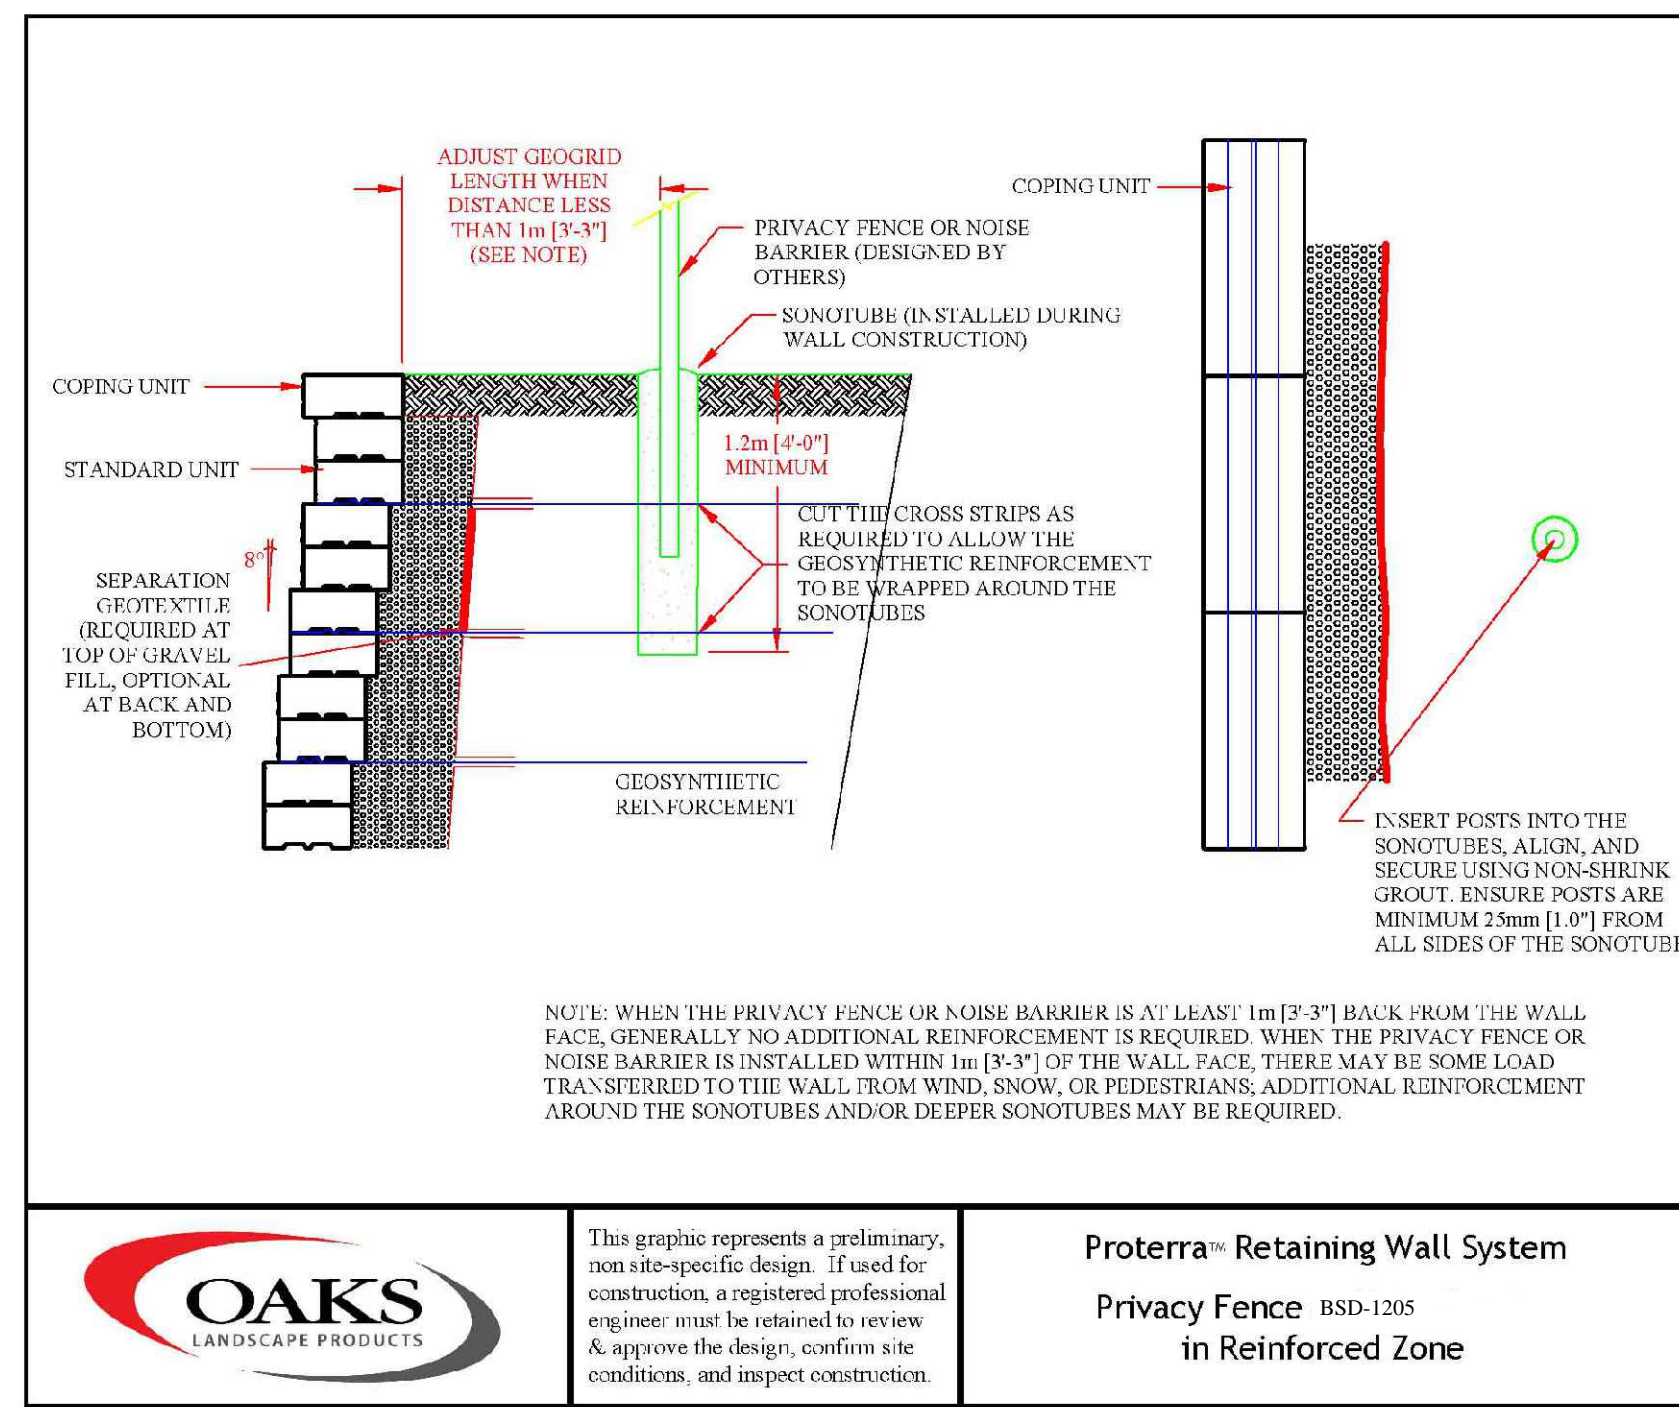 ADJUST GEOGRID
LENGTH WHEN
DISTANCE LESS
THAN 1m [3'-3"]
(SEE NOTE)
PRIVACY FENCE OR NOISE
BARRIER (DESIGNED BY
OTHERS)
SONOTUBE (INSTALLED DURING
WALL CONSTRUCTION)
COPING UNIT
STANDARD UNIT
8°
SEPARATION
GEOTEXTILE
(REQUIRED AT
TOP OF GRAVEL
FILL, OPTIONAL
AT BACK AND
BOTTOM)
1.2m [4'-0"]
MINIMUM
CUT THE CROSS STRIPS AS
REQUIRED TO ALLOW THE
GEOSYNTHETIC REINFORCEMENT
TO BE WRAPPED AROUND THE
SONOTUBES
GEOSYNTHETIC
REINFORCEMENT
COPING UNIT
INSERT POSTS INTO THE
SONOTUBES, ALIGN, AND
SECURE USING NON-SHRINK
GROUT. ENSURE POSTS ARE
MINIMUM 25mm [1.0"] FROM
ALL SIDES OF THE SONOTUBE
NOTE: WHEN THE PRIVACY FENCE OR NOISE BARRIER IS AT LEAST 1m [3'-3"] BACK FROM THE WALL
FACE, GENERALLY NO ADDITIONAL REINFORCEMENT IS REQUIRED. WHEN THE PRIVACY FENCE OR
NOISE BARRIER IS INSTALLED WITHIN 1m [3'-3"] OF THE WALL FACE, THERE MAY BE SOME LOAD
TRANSFERRED TO THE WALL FROM WIND, SNOW, OR PEDESTRIANS; ADDITIONAL REINFORCEMENT
AROUND THE SONOTUBES AND/OR DEEPER SONOTUBES MAY BE REQUIRED.
OAKS
LANDSCAPE PRODUCTS
This graphic represents a preliminary,
non site-specific design. If used for
construction, a registered professional
engineer must be retained to review
& approve the design, confirm site
conditions, and inspect construction.
Proterra™ Retaining Wall System
Privacy Fence BSD-1205
in Reinforced Zone